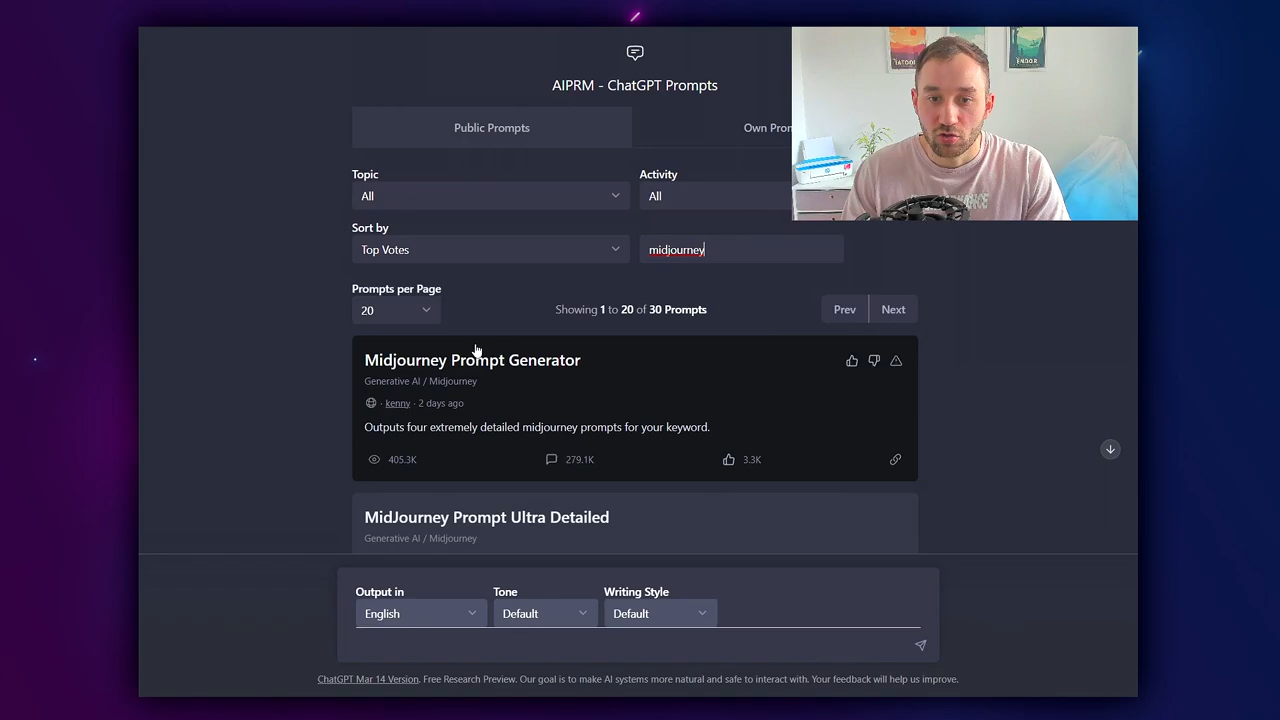 AIPRM - ChatGPT Prompts
Public Prompts
Own Prom
Topic
Activity
All
All
Sort by
Top Votes
midjourney
Prompts per Page
20
Showing 1 to 20 of 30 Prompts
Prev
Next
Midjourney Prompt Generator
Generative AI / Midjourney
· kenny · 2 days ago
Outputs four extremely detailed midjourney prompts for your keyword.
405.3K
279.1K
3.3K
MidJourney Prompt Ultra Detailed
Generative AI / Midjourney
Output in
Tone
Writing Style
English
Default
Default
ChatGPT Mar 14 Version. Free Research Preview. Our goal is to make AI systems more natural and safe to interact with. Your feedback will help us improve.